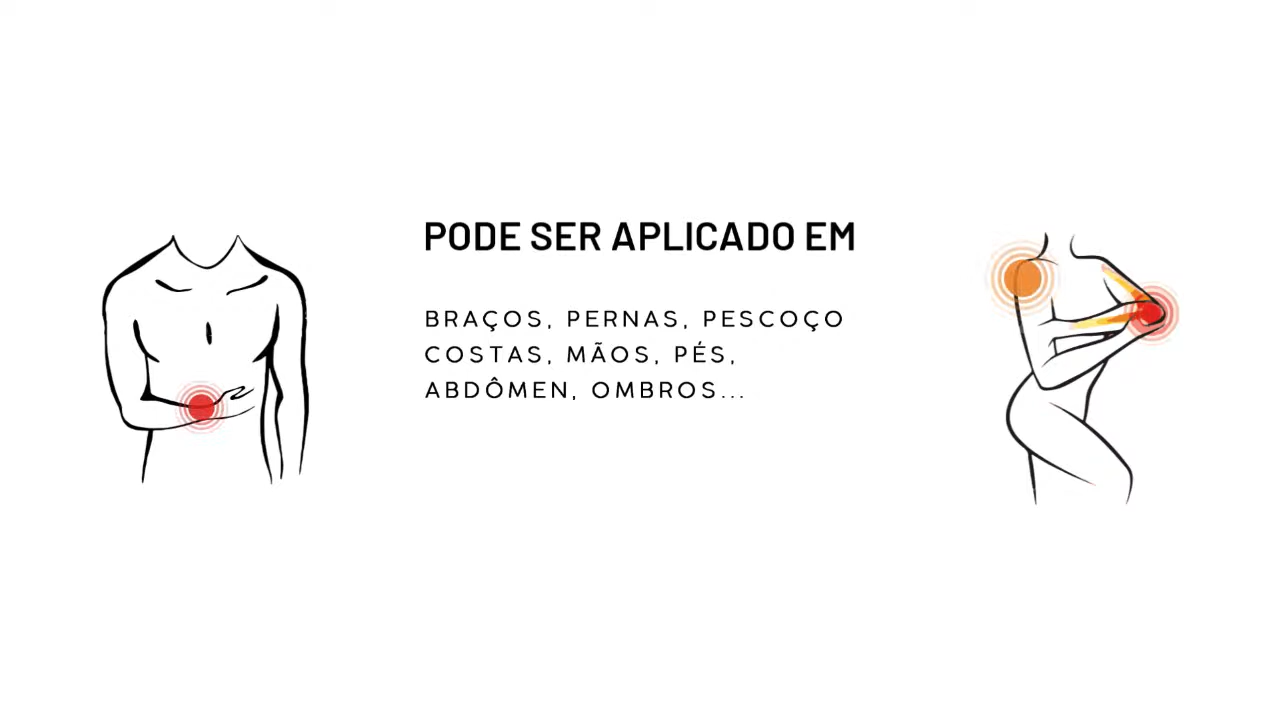 PODE SER APLICADO EM
BRAÇOS, PERNAS, PESCOÇO
COSTAS, MÃOS, PÉS,
ABDÔMEN, OMBROS...